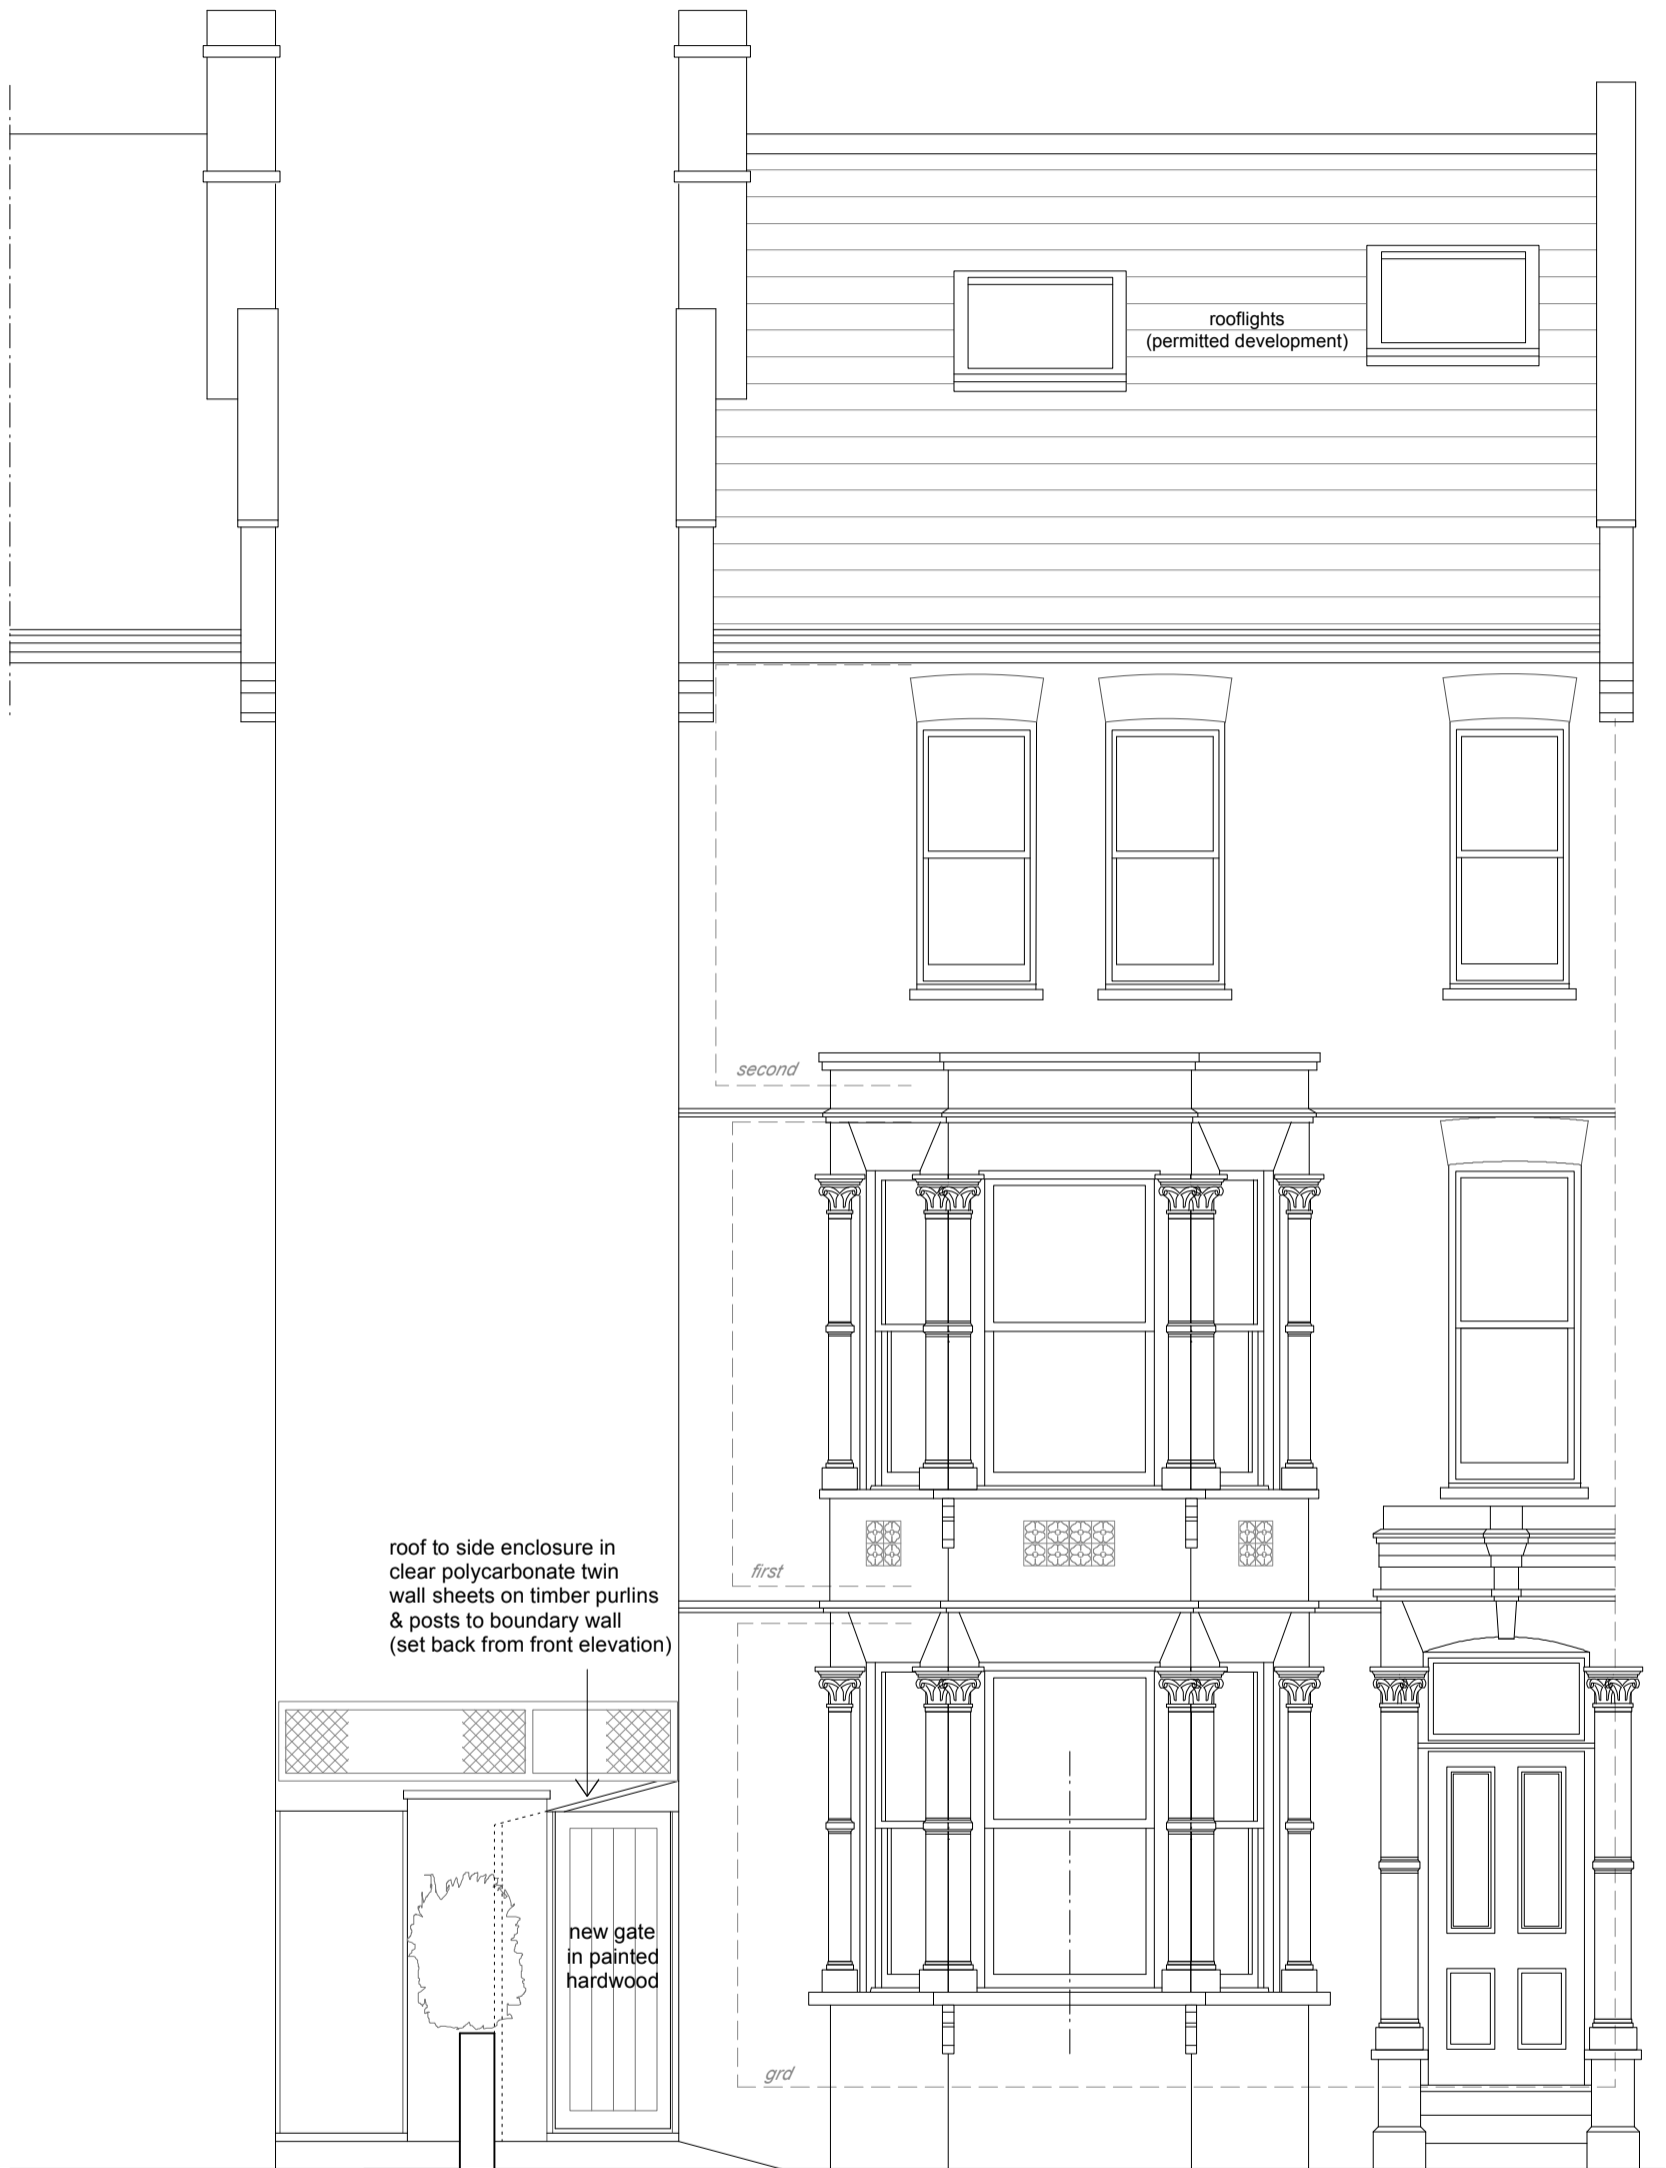 rooflights
(permitted development)
second
first
roof to side enclosure in
clear polycarbonate twin
wall sheets on timber purlins
& posts to boundary wall
(set back from front elevation)
new gate
in painted
hardwood
grd